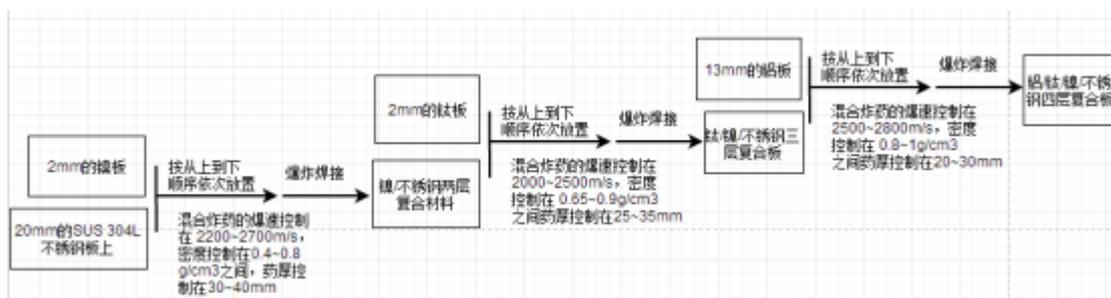 2mm的镍板
20mm的SUS 304L
不锈钢板上
按从上到下
顺序依次放置
爆炸焊接
混合炸药的爆速控制
在 2200~2700m/s，
密度控制在0.4~0.8
g/cm3之间，药厚控
制在30~40mm
2mm的钛板
镍/不锈钢两层
复合材料
按从上到下
顺序依次放置
爆炸焊接
混合炸药的爆速控制在
2000~2500m/s，密度
控制在 0.65~0.9g/cm3
之间药厚控制在25~35mm
13mm的铝板
钛/镍/不锈钢三
层复合板
按从上到下
顺序依次放置
爆炸焊接
混合炸药的爆速控制在
2500~2800m/s，密度
控制在 0.8~1g/cm3
之间药厚控制在20~30mm
铝/钛/镍/不锈
钢四层复合板